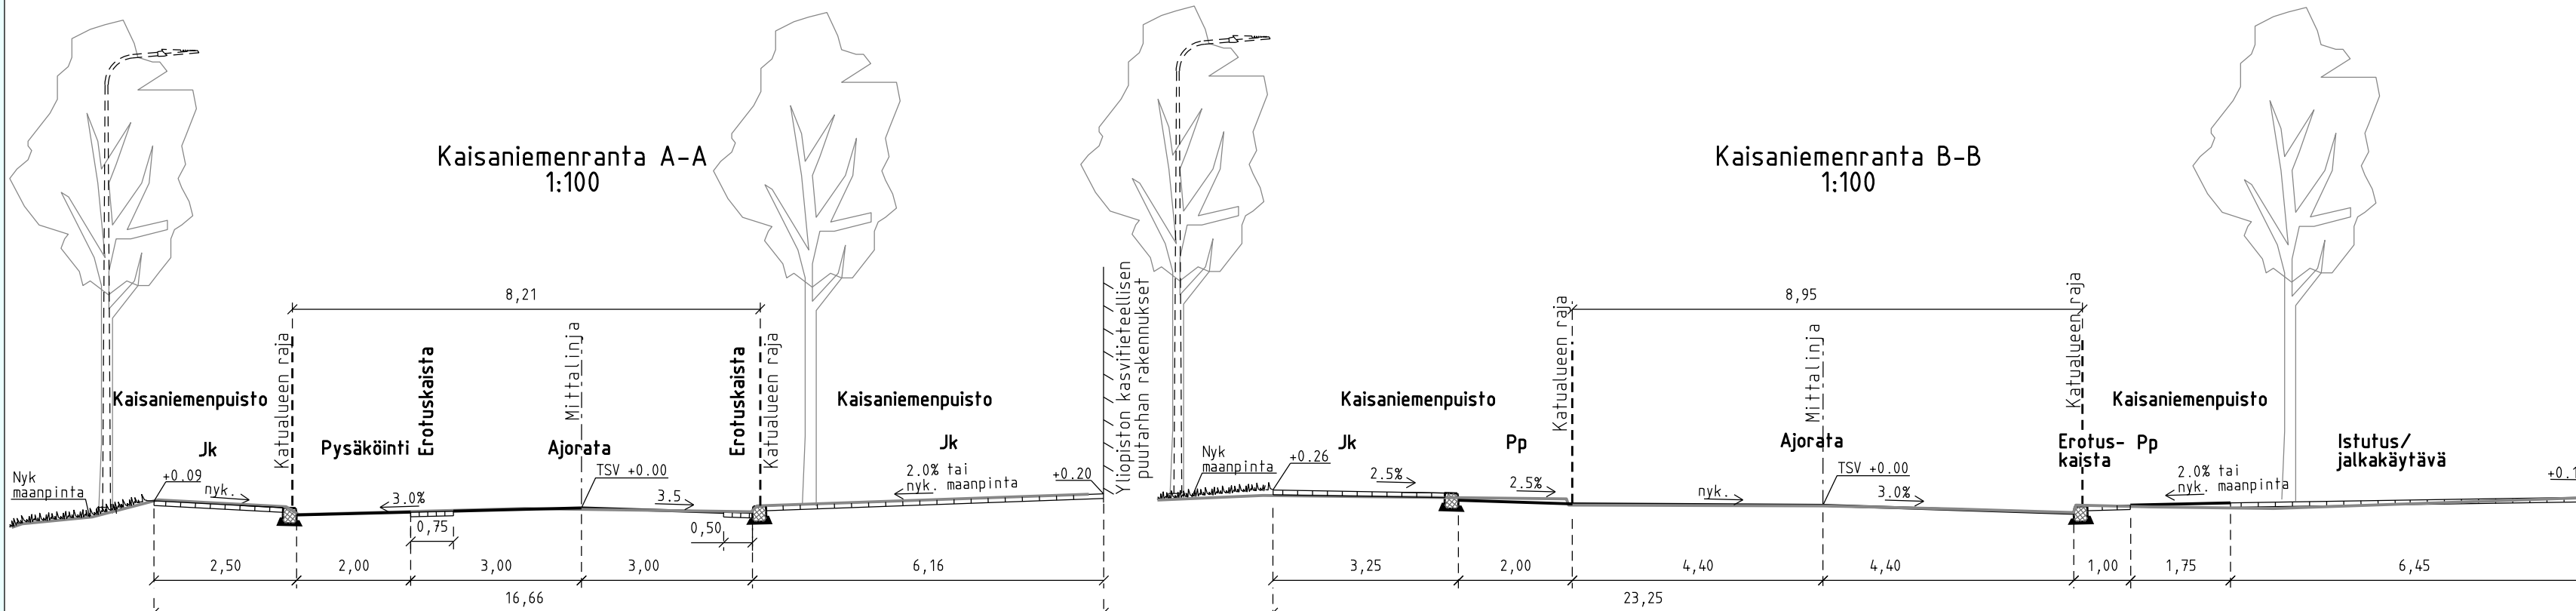 Kaisaniemenranta A-A
1:100
8,21
Katualueen raja
Erotuskaista
Mittalinja
Erotuskaista
Katualueen raja
Kaisaniemenpuisto
Kaisaniemenpuisto
Jk
Pysäköinti
Ajorata
Jk
Nyk
maanpinta
+0.09
nyk.
3.0%
TSV +0.00
3.5
2.0% tai
nyk. maanpinta
+0.20
0,75
0,50
2,50
2,00
3,00
3,00
6,16
16,66
Yliopiston kasvitieteellisen
puutarhan rakennukset
Kaisaniemenranta B-B
1:100
8,95
Katualueen raja
Mittalinja
Katualueen raja
Kaisaniemenpuisto
Kaisaniemenpuisto
Jk
Pp
Ajorata
Erotus-
kaista
Pp
Istutus/
jalkakäytävä
Nyk
maanpinta
+0.26
2.5%
2.5%
nyk.
TSV +0.00
3.0%
2.0% tai
nyk. maanpinta
3,25
2,00
4,40
4,40
1,00
1,75
6,45
23,25